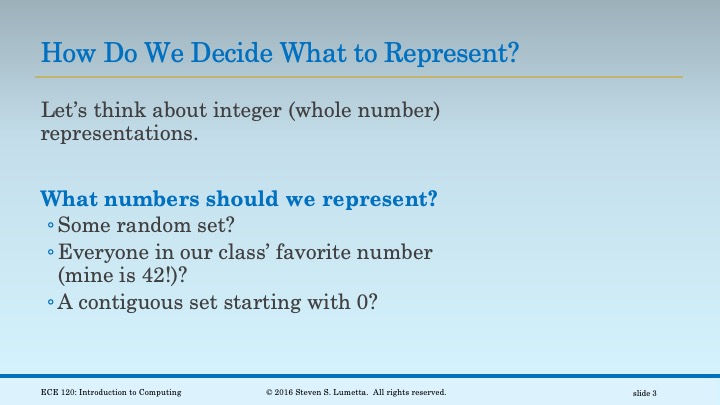 How Do We Decide What to Represent?
Let's think about integer (whole number)
representations.
What numbers should we represent?
◦Some random set?
◦Everyone in our class' favorite number
(mine is 42!)?
◦A contiguous set starting with 0?
ECE 120: Introduction to Computing
© 2016 Steven S. Lumetta.  All rights reserved.
slide 3